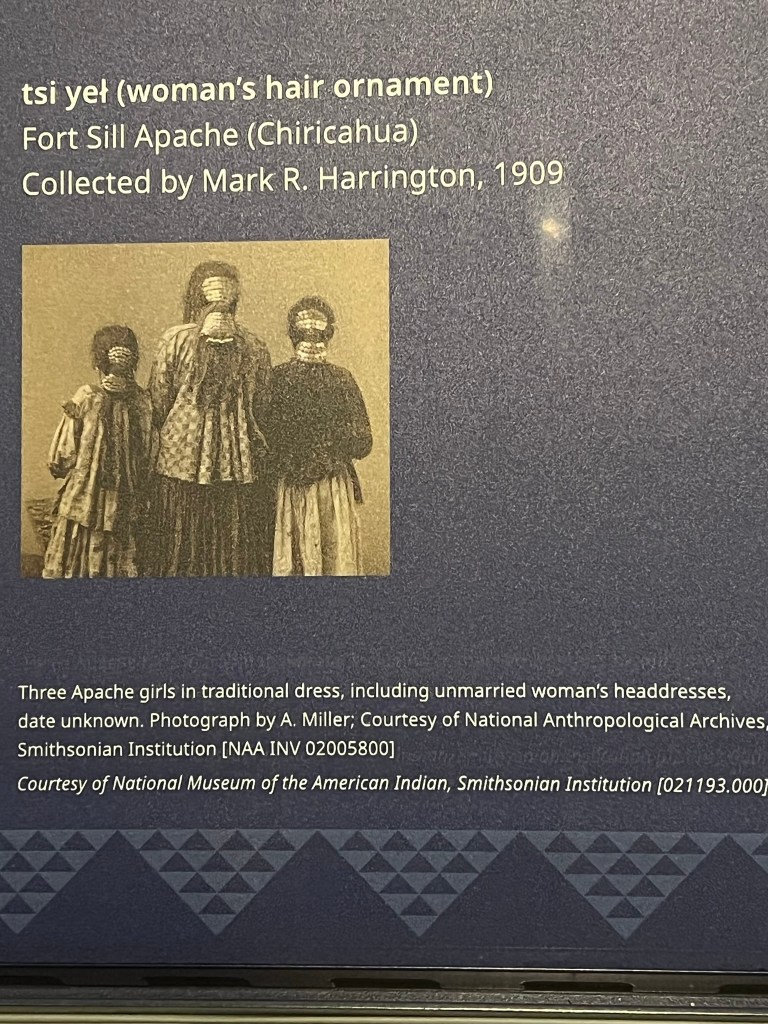 tsi yeł (woman's hair ornament)
Fort Sill Apache (Chiricahua)
Collected by Mark R. Harrington, 1909
Three Apache girls in traditional dress, including unmarried woman's headdresses,
date unknown. Photograph by A. Miller; Courtesy of National Anthropological Archives,
Smithsonian Institution [NAA INV 02005800]
Courtesy of National Museum of the American Indian, Smithsonian Institution [021193.000]